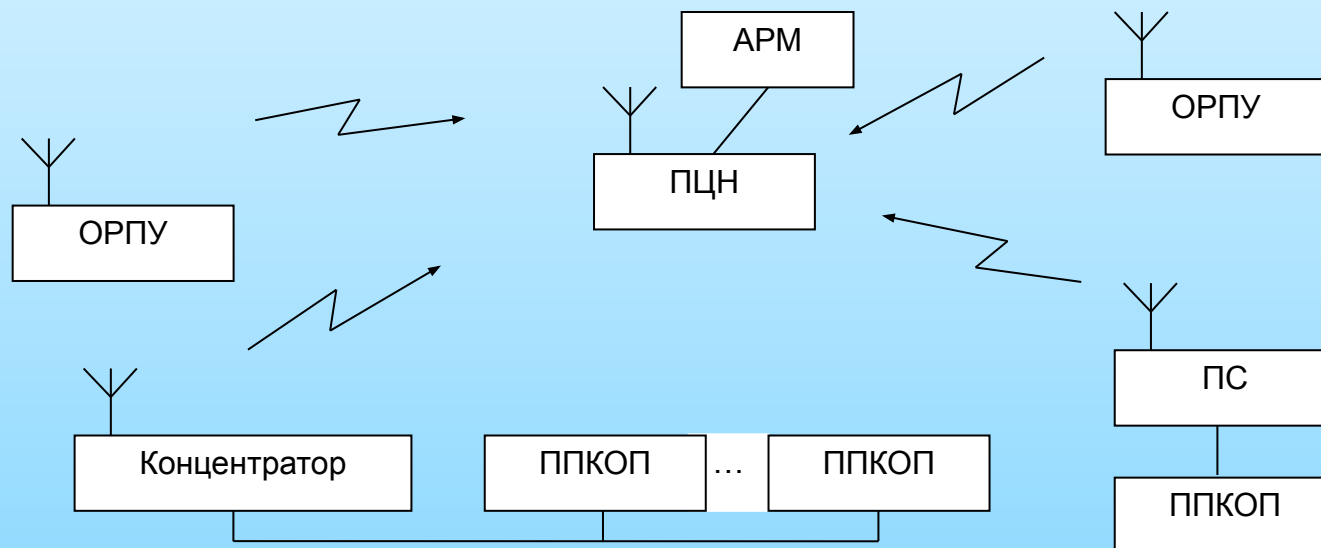 АРМ
ОРПУ
ПЦН
ОРПУ
ПС
Концентратор
ППКОП
...
ППКОП
ППКОП